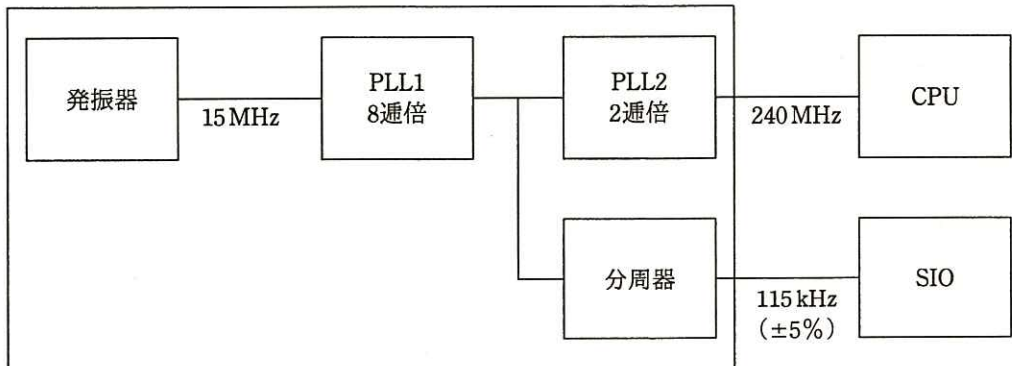 発振器
15 MHz
PLL1
8逓倍
PLL2
2逓倍
240 MHz
CPU
分周器
115 kHz
（±5%）
SIO